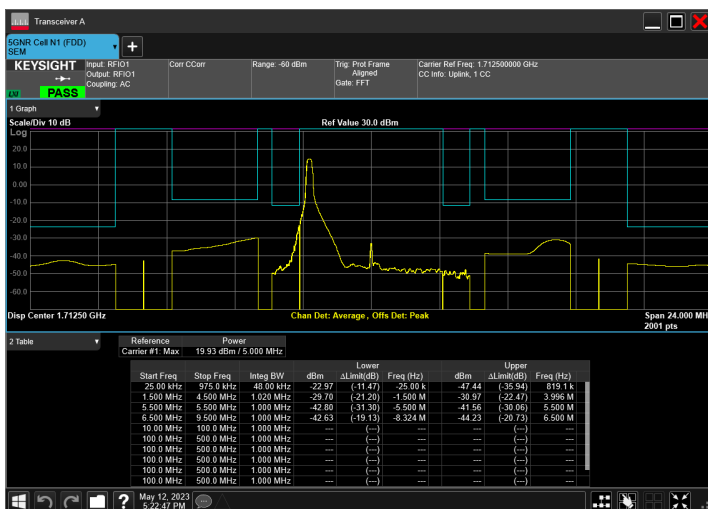 Transceiver A
5GNR Cell N1 (FDD)
SEM
KEYSIGHT
LXI
PASS
Input: RFIO1
Output: RFIO1
Coupling: AC
Corr CCorr
Range: -60 dBm
Trig: Prot Frame
Aligned
Gate: FFT
Carrier Ref Freq: 1.712500000 GHz
CC Info: Uplink, 1 CC
1 Graph
Scale/Div 10 dB
Ref Value 30.0 dBm
Log
20.0
10.0
0.00
-10.0
-20.0
-30.0
-40.0
-50.0
-60.0
Disp Center 1.71250 GHz
Chan Det: Average, Offs Det: Peak
Span 24.000 MH
2001 pts
2 Table
Reference Power
Carrier #1: Max 19.93 dBm / 5.000 MHz
Lower Upper
Start Freq Stop Freq Integ BW dBm ΔLimit(dB) Freq (Hz) dBm ΔLimit(dB) Freq (Hz)
25.00 kHz 975.0 kHz 48.00 kHz -22.97 (-11.47) -25.00 k -47.44 (-35.94) 819.1 k
1.500 MHz 4.500 MHz 1.020 MHz -29.70 (-21.20) -1.500 M -30.97 (-22.47) 3.996 M
5.500 MHz 5.500 MHz 1.000 MHz -42.80 (-31.30) -5.500 M -41.56 (-30.06) 5.500 M
6.500 MHz 9.500 MHz 1.000 MHz -42.63 (-19.13) -8.324 M -44.23 (-20.73) 6.500 M
10.00 MHz 100.0 MHz 1.000 MHz --- (---) --- --- (---) ---
100.0 MHz 500.0 MHz 1.000 MHz --- (---) --- --- (---) ---
100.0 MHz 500.0 MHz 1.000 MHz --- (---) --- --- (---) ---
100.0 MHz 500.0 MHz 1.000 MHz --- (---) --- --- (---) ---
100.0 MHz 500.0 MHz 1.000 MHz --- (---) --- --- (---) ---
100.0 MHz 500.0 MHz 1.000 MHz --- (---) --- --- (---) ---
?
May 12, 2023
5:22:47 PM